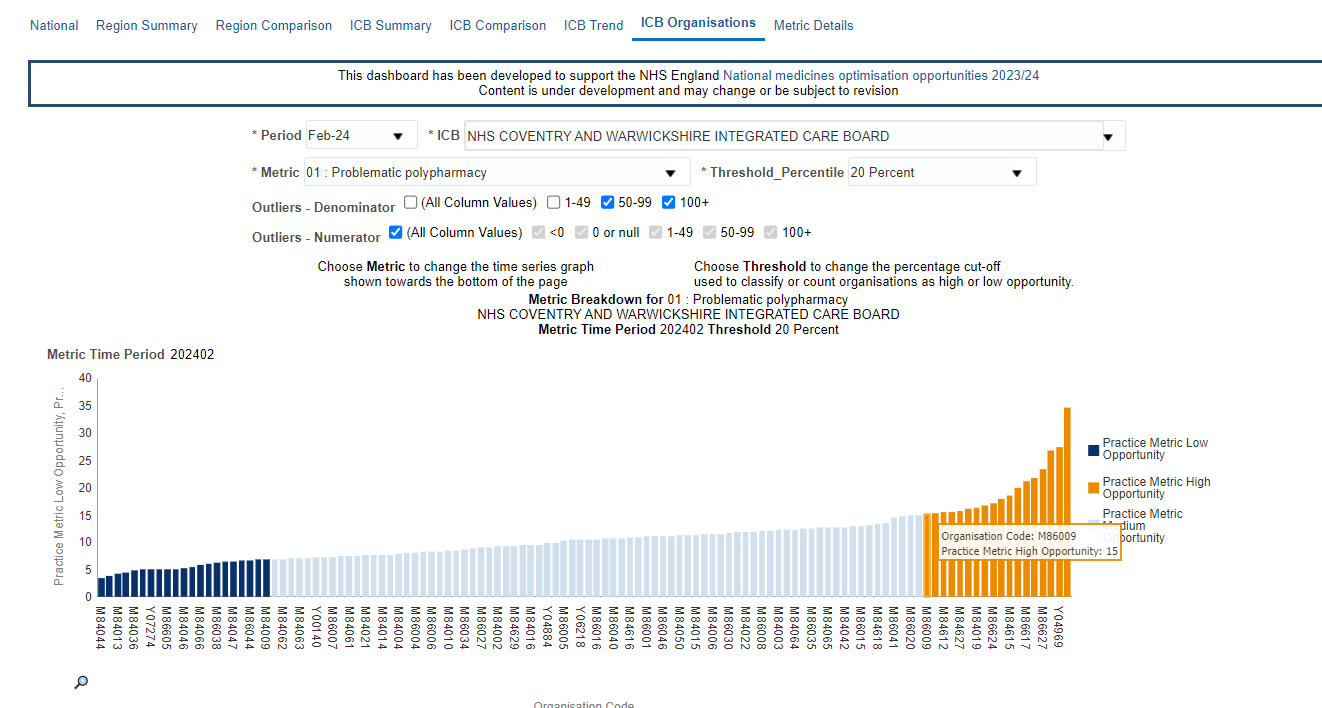 National Region Summary Region Comparison ICB Summary ICB Comparison ICB Trend ICB Organisations Metric Details
This dashboard has been developed to support the NHS England National medicines optimisation opportunities 2023/24
Content is under development and may change or be subject to revision
* Period Feb-24 * ICB NHS COVENTRY AND WARWICKSHIRE INTEGRATED CARE BOARD
* Metric 01 : Problematic polypharmacy * Threshold_Percentile 20 Percent
Outliers - Denominator (All Column Values) 1-49 50-99 100+
Outliers - Numerator (All Column Values) <0 0 or null 1-49 50-99 100+
Choose Metric to change the time series graph
shown towards the bottom of the page
Choose Threshold to change the percentage cut-off
used to classify or count organisations as high or low opportunity.
Metric Breakdown for 01 : Problematic polypharmacy
NHS COVENTRY AND WARWICKSHIRE INTEGRATED CARE BOARD
Metric Time Period 202402 Threshold 20 Percent
Metric Time Period 202402
Practice Metric Low Opportunity, Pr...
40
35
30
25
20
15
10
5
0
Practice Metric Low
Opportunity
Practice Metric High
Opportunity
Practice Metric
Medium
Opportunity
Organisation Code: M86009
Practice Metric High Opportunity: 15
M84044
M84013
M84036
Y07274
M86005
M84066
M86038
M84047
M86044
M84009
M84062
M84063
Y00140
M86007
M84061
M84021
M84014
M84004
M86004
M86006
M84010
M86034
M86027
M84002
M84629
M84016
Y04884
M86005
Y06218
M86016
M86040
M84616
M86001
M86046
M84050
M84015
M84006
M86030
M84022
M86008
M84003
M86035
M84065
M84042
M86015
M84618
M86041
M86020
M86009
M84612
M84627
M84019
M86624
M84615
M86617
M86627
Y04969
Organisation Code